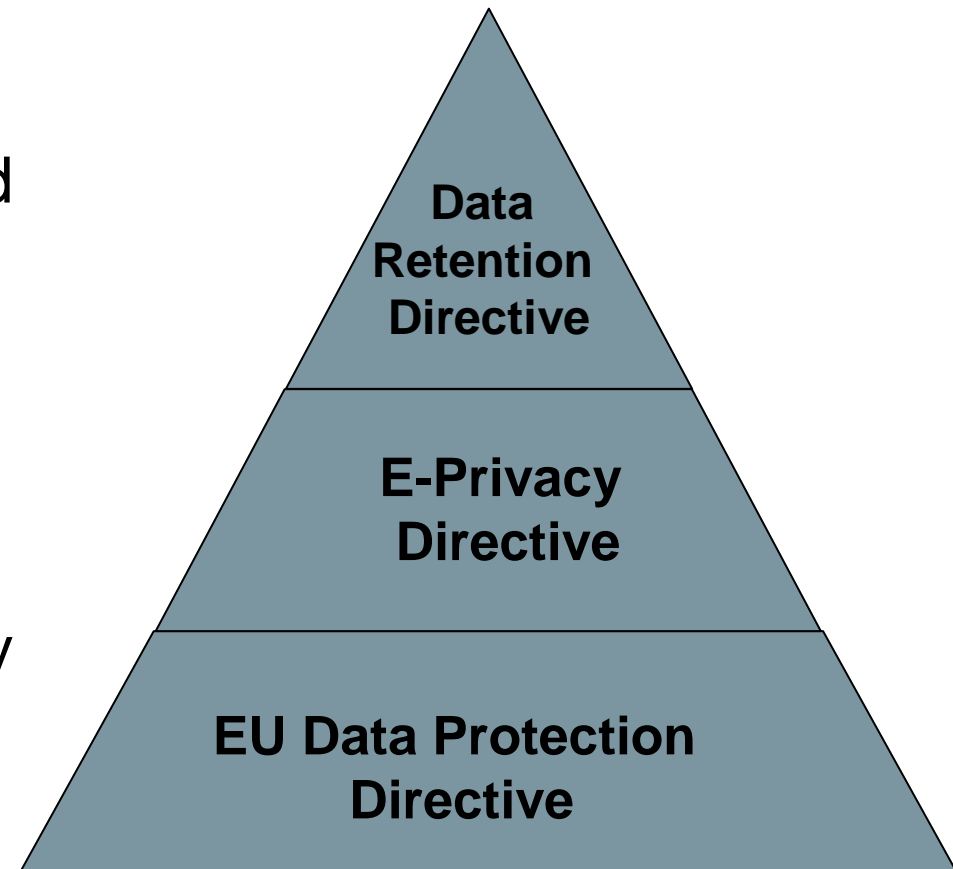 Data
Retention
Directive
E-Privacy
Directive
EU Data Protection
Directive